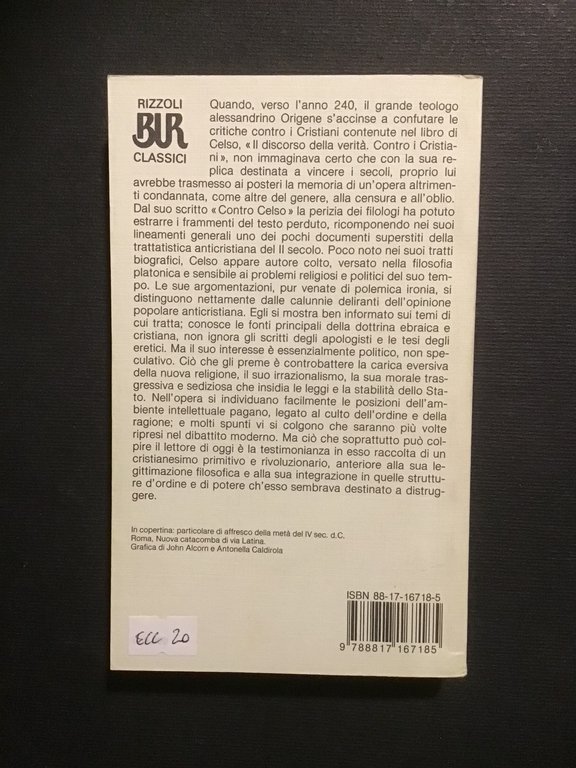 RIZZOLI
BUR
CLASSICI
Quando, verso l'anno 240, il grande teologo
alessandrino Origene s'accinse a confutare le
critiche contro i Cristiani contenute nel libro di
Celso, «Il discorso della verità. Contro i Cristia-
ni», non immaginava certo che con la sua re-
plica destinata a vincere i secoli, proprio lui
avrebbe trasmesso ai posteri la memoria di un'opera altrimen-
ti condannata, come altre del genere, alla censura e all'oblio.
Dal suo scritto «Contro Celso» la perizia dei filologi ha potuto
estrarre i frammenti del testo perduto, ricomponendo nei suoi
lineamenti generali uno dei pochi documenti superstiti della
trattatistica anticristiana del II secolo. Poco noto nei suoi tratti
biografici, Celso appare autore colto, versato nella filosofia
platonica e sensibile ai problemi religiosi e politici del suo tem-
po. Le sue argomentazioni, pur venate di polemica ironia, si
distinguono nettamente dalle calunnie deliranti dell'opinione
popolare anticristiana. Egli si mostra ben informato sui temi di
cui tratta; conosce le fonti principali della dottrina ebraica e
cristiana, non ignora gli scritti degli apologisti e le tesi degli
eretici. Ma il suo interesse è essenzialmente politico, non spe-
culativo. Ciò che gli preme è controbattere la carica eversiva
della nuova religione, il suo irrazionalismo, la sua morale tras-
gressiva e sediziosa che insidia le leggi e la stabilità dello Sta-
to. Nell'opera si individuano facilmente le posizioni dell'am-
biente intellettuale pagano, legato al culto dell'ordine e della
ragione; e molti spunti vi si colgono che saranno più volte
ripresi nel dibattito moderno. Ma ciò che soprattutto può col-
pire il lettore di oggi è la testimonianza in esso raccolta di un
cristianesimo primitivo e rivoluzionario, anteriore alla sua le-
gittimazione filosofica e alla sua integrazione in quelle struttu-
re d'ordine e di potere ch'esso sembrava destinato a distrug-
gere.
In copertina: particolare di affresco della metà del IV sec. d.C.
Roma, Nuova catacomba di via Latina.
Grafica di John Alcorn e Antonella Caldirola
ISBN 88-17-16718-5
9 788817 167185
ECC 20